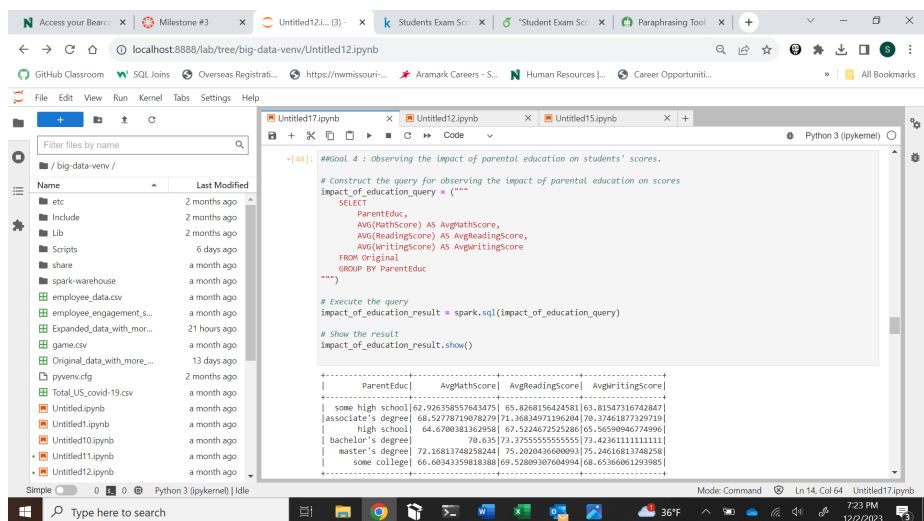 Access your Bearc
Milestone #3
Untitled12.i... (3) -
Students Exam Sco
"Student Exam Sco
Paraphrasing Tool
localhost:8888/lab/tree/big-data-venv/Untitled12.ipynb
GitHub Classroom
SQL Joins
Overseas Registrati...
https://nwmissouri-...
Aramark Careers - S...
Human Resources |...
Career Opportuniti...
»
All Bookmarks
File Edit View Run Kernel Tabs Settings Help
Untitled17.ipynb
Untitled12.ipynb
Untitled15.ipynb
Code
Python 3 (ipykernel)
Filter files by name
/ big-data-venv /
Name Last Modified
etc 2 months ago
Include 2 months ago
Lib 2 months ago
Scripts 6 days ago
share a month ago
spark-warehouse a month ago
employee_data.csv a month ago
employee_engagement_s... a month ago
Expanded_data_with_mor... 21 hours ago
game.csv a month ago
Original_data_with_more_... 13 days ago
pyvenv.cfg 2 months ago
Total_US_covid-19.csv a month ago
Untitled.ipynb a month ago
Untitled1.ipynb a month ago
Untitled10.ipynb a month ago
Untitled11.ipynb a month ago
Untitled12.ipynb a month ago
[48]: ##Goal 4 : Observing the impact of parental education on students' scores.
# Construct the query for observing the impact of parental education on scores
impact_of_education_query = ("""
SELECT
ParentEduc,
AVG(MathScore) AS AvgMathScore,
AVG(ReadingScore) AS AvgReadingScore,
AVG(WritingScore) AS AvgWritingScore
FROM Original
GROUP BY ParentEduc
""")
# Execute the query
impact_of_education_result = spark.sql(impact_of_education_query)
# Show the result
impact_of_education_result.show()
+------------------+-----------------+-----------------+-----------------+
| ParentEduc| AvgMathScore| AvgReadingScore| AvgWritingScore|
+------------------+-----------------+-----------------+-----------------+
| some high school|62.926358557643475| 65.8268156424581|63.81547316742847|
|associate's degree| 68.52778719078279|71.36834971196204|70.37461877329719|
| high school| 64.6700381362958| 67.5224672525286|65.56590946774996|
| bachelor's degree| 70.635|73.37555555555555|73.42361111111111|
| master's degree| 72.16813748258244| 75.2020436600093|75.24616813748258|
| some college| 66.60343359818388|69.52809307604994|68.65366061293985|
+------------------+-----------------+-----------------+-----------------+
Simple 0 0 Python 3 (ipykernel) | Idle
Mode: Command Ln 14, Col 64 Untitled17.ipynb
Type here to search
36°F
7:23 PM
12/2/2023